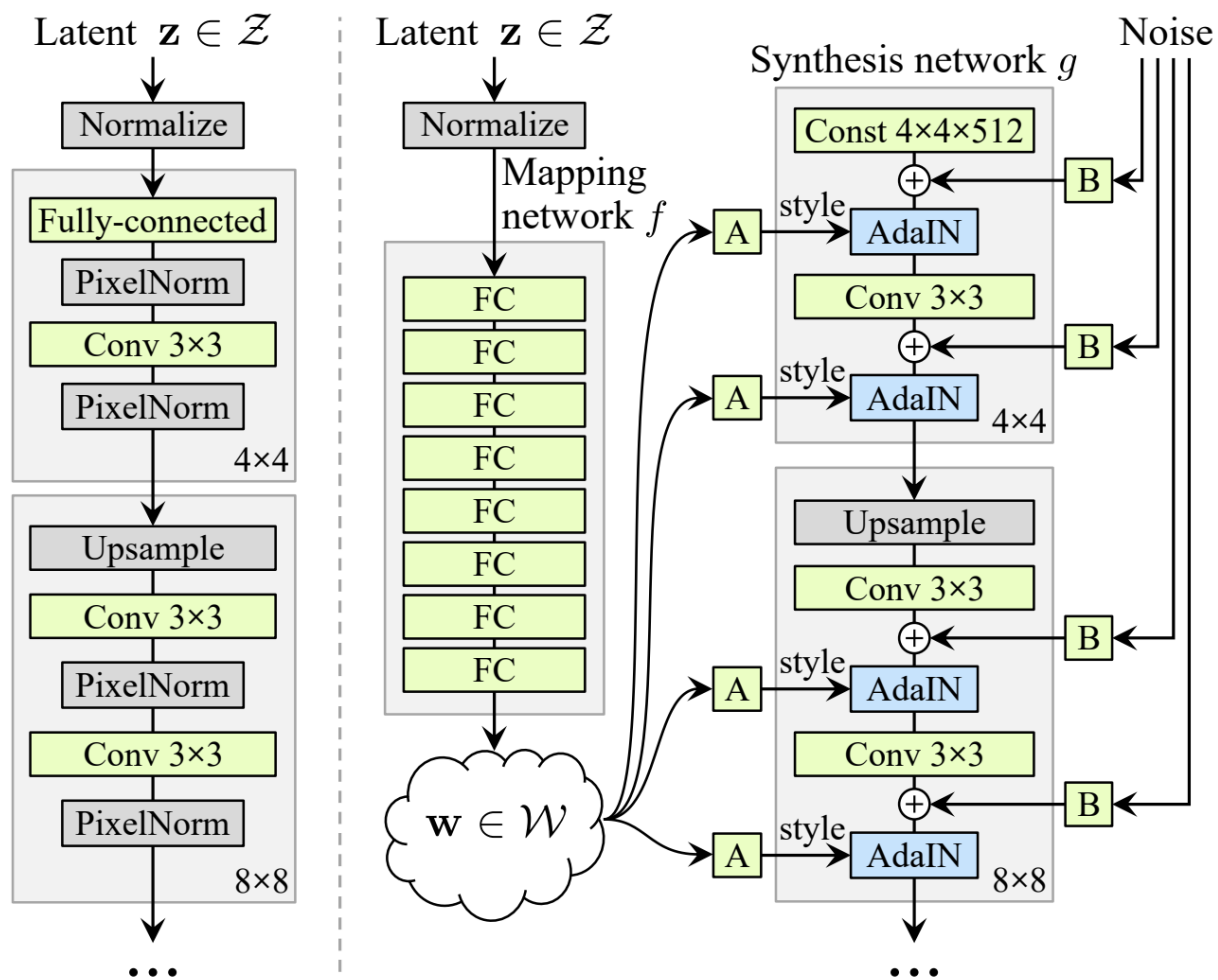 Latent z ∈ 𝒵
Normalize
Fully-connected
PixelNorm
Conv 3×3
PixelNorm
4×4
Upsample
Conv 3×3
PixelNorm
Conv 3×3
PixelNorm
8×8
...
Latent z ∈ 𝒵
Normalize
Mapping
network f
FC
FC
FC
FC
FC
FC
FC
FC
w ∈ 𝒲
Noise
Synthesis network g
Const 4×4×512
+
B
A
style
AdaIN
Conv 3×3
+
B
A
style
AdaIN
4×4
Upsample
Conv 3×3
+
B
A
style
AdaIN
Conv 3×3
+
B
A
style
AdaIN
8×8
...